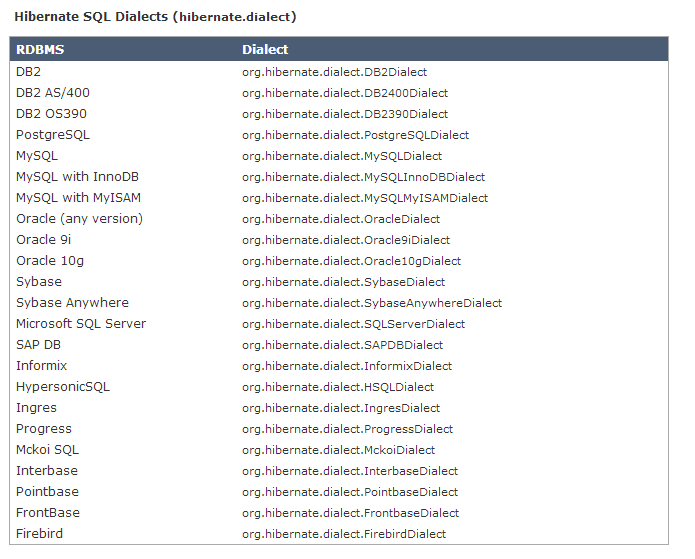 Hibernate SQL Dialects (hibernate.dialect)
RDBMS Dialect
DB2 org.hibernate.dialect.DB2Dialect
DB2 AS/400 org.hibernate.dialect.DB2400Dialect
DB2 OS390 org.hibernate.dialect.DB2390Dialect
PostgreSQL org.hibernate.dialect.PostgreSQLDialect
MySQL org.hibernate.dialect.MySQLDialect
MySQL with InnoDB org.hibernate.dialect.MySQLInnoDBDialect
MySQL with MyISAM org.hibernate.dialect.MySQLMyISAMDialect
Oracle (any version) org.hibernate.dialect.OracleDialect
Oracle 9i org.hibernate.dialect.Oracle9iDialect
Oracle 10g org.hibernate.dialect.Oracle10gDialect
Sybase org.hibernate.dialect.SybaseDialect
Sybase Anywhere org.hibernate.dialect.SybaseAnywhereDialect
Microsoft SQL Server org.hibernate.dialect.SQLServerDialect
SAP DB org.hibernate.dialect.SAPDBDialect
Informix org.hibernate.dialect.InformixDialect
HypersonicSQL org.hibernate.dialect.HSQLDialect
Ingres org.hibernate.dialect.IngresDialect
Progress org.hibernate.dialect.ProgressDialect
Mckoi SQL org.hibernate.dialect.MckoiDialect
Interbase org.hibernate.dialect.InterbaseDialect
Pointbase org.hibernate.dialect.PointbaseDialect
FrontBase org.hibernate.dialect.FrontbaseDialect
Firebird org.hibernate.dialect.FirebirdDialect